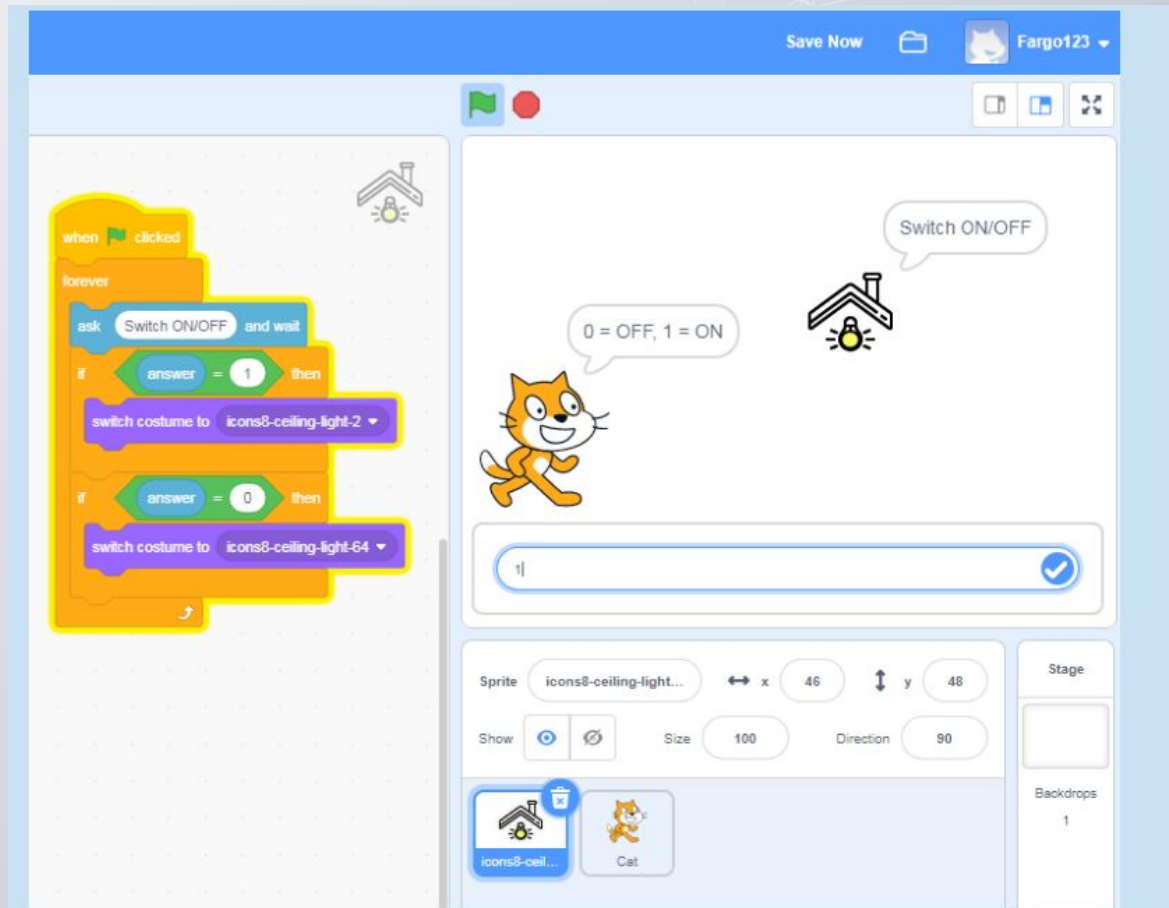 Save Now
Fargo123
when clicked
forever
ask Switch ON/OFF and wait
if answer = 1 then
switch costume to icons8-ceiling-light-2
if answer = 0 then
switch costume to icons8-ceiling-light-64
Switch ON/OFF
0 = OFF, 1 = ON
1
Sprite icons8-ceiling-light... x 46 y 48
Show Size 100 Direction 90
icons8-ceil...
Cat
Stage
Backdrops
1